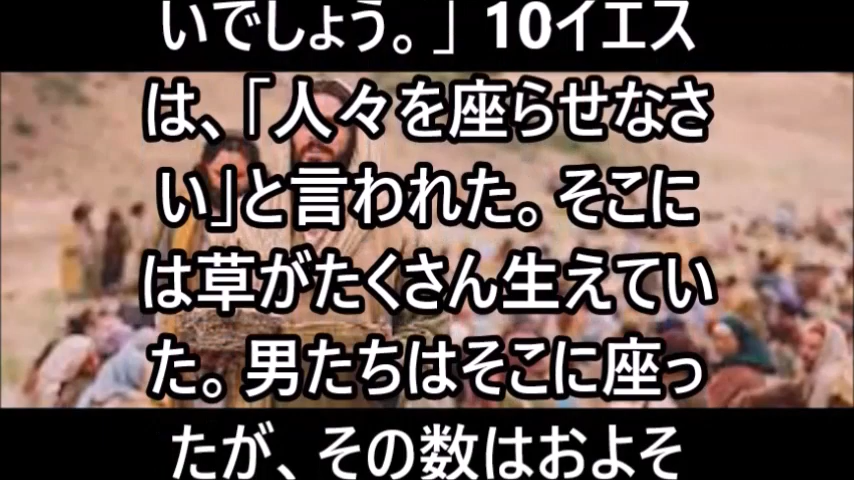 いでしょう。」 10イエス
は、「人々を座らせなさ
い」と言われた。そこに
は草がたくさん生えてい
た。男たちはそこに座っ
たが、その数はおよそ